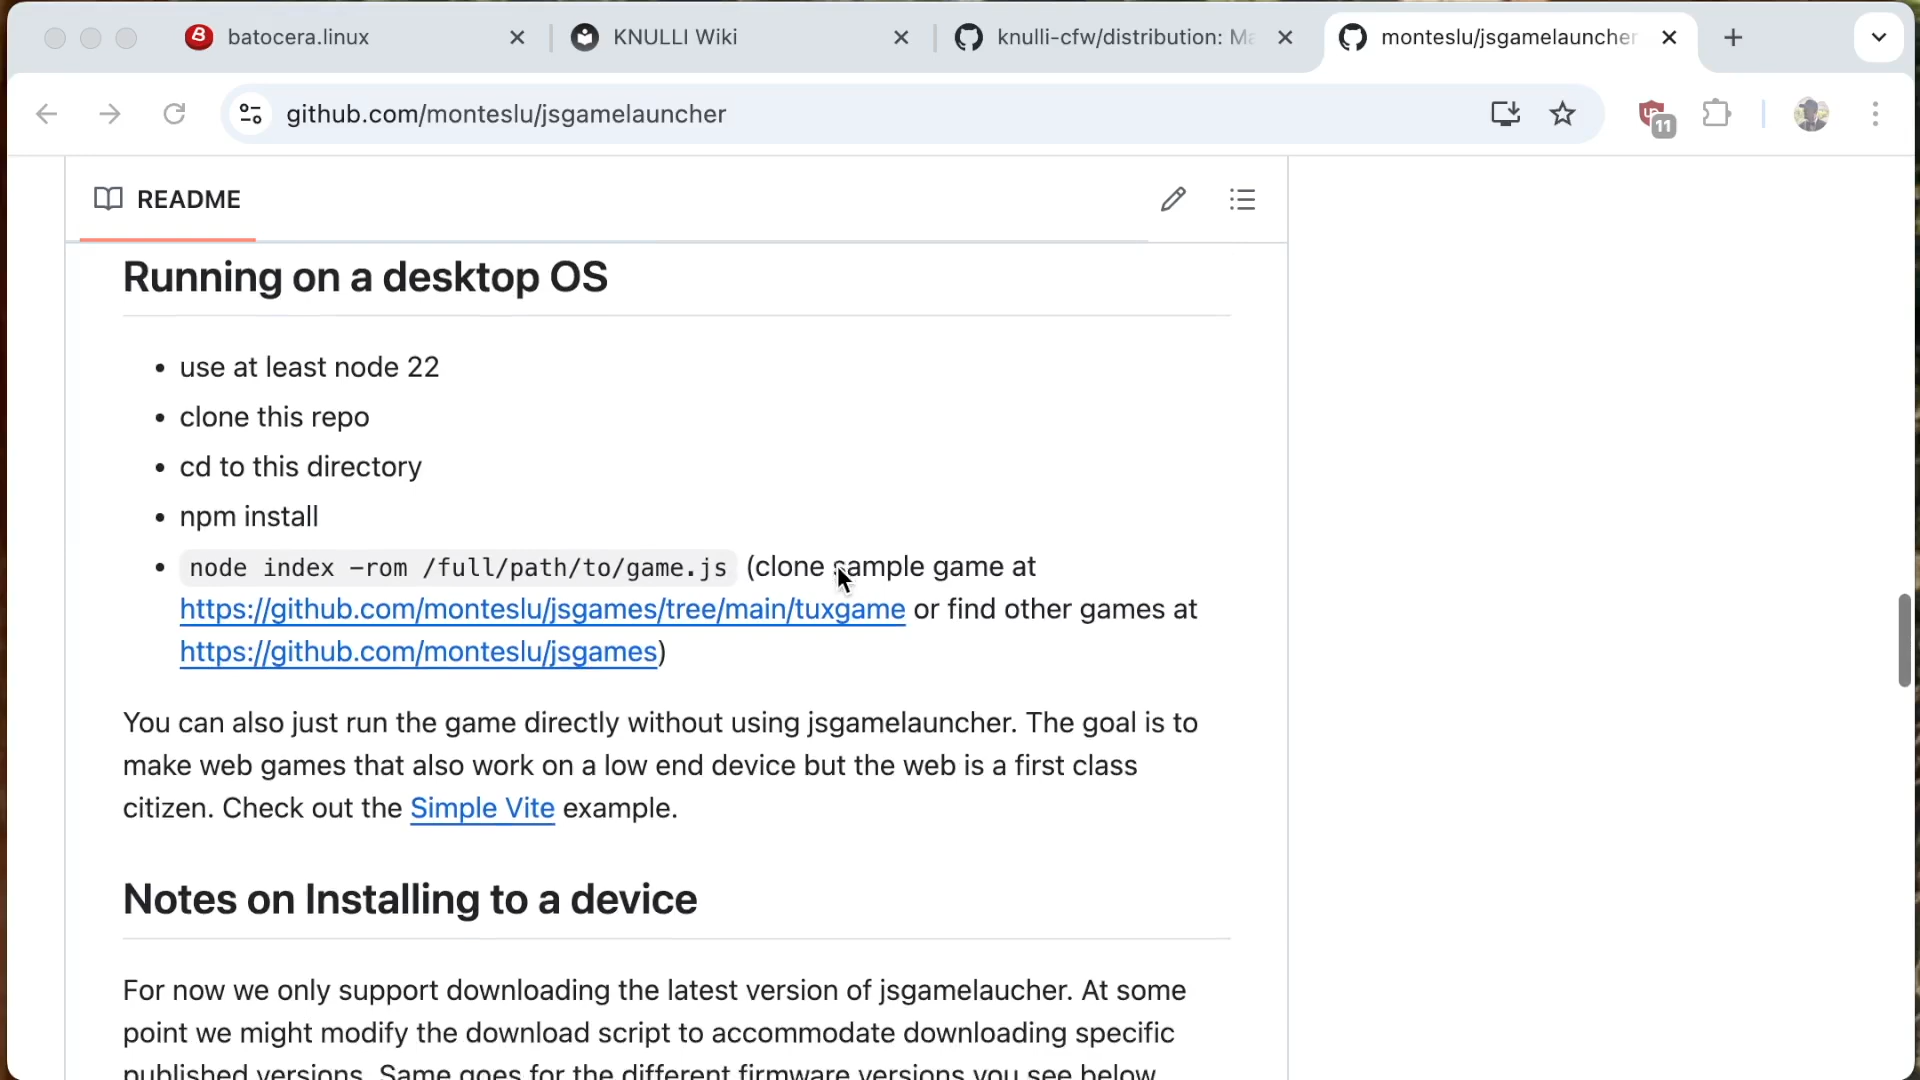 batocera.linux
KNULLI Wiki
knulli-cfw/distribution: Ma
monteslu/jsgamelauncher
github.com/monteslu/jsgamelauncher
11
README
Running on a desktop OS
• use at least node 22
• clone this repo
• cd to this directory
• npm install
• node index -rom /full/path/to/game.js (clone sample game at
https://github.com/monteslu/jsgames/tree/main/tuxgame or find other games at
https://github.com/monteslu/jsgames)
You can also just run the game directly without using jsgamelauncher. The goal is to
make web games that also work on a low end device but the web is a first class
citizen. Check out the Simple Vite example.
Notes on Installing to a device
For now we only support downloading the latest version of jsgamelaucher. At some
point we might modify the download script to accommodate downloading specific
published versions. Same goes for the different firmware versions you see below.